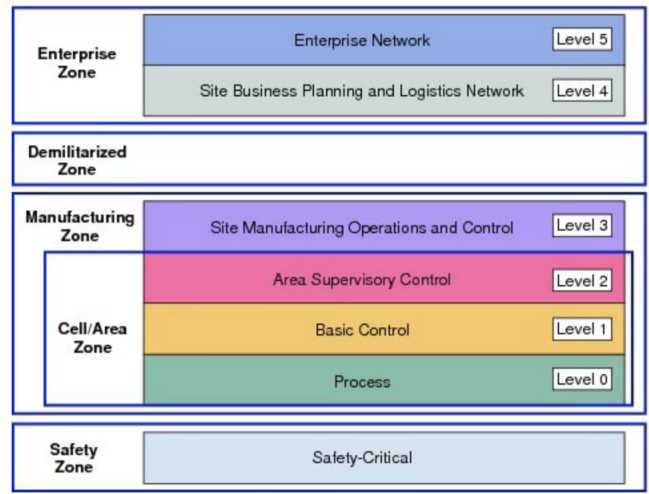 Enterprise
Zone
Enterprise Network
Level 5
Site Business Planning and Logistics Network
Level 4
Demilitarized
Zone
Manufacturing
Zone
Site Manufacturing Operations and Control
Level 3
Cell/Area
Zone
Area Supervisory Control
Level 2
Basic Control
Level 1
Process
Level 0
Safety
Zone
Safety-Critical